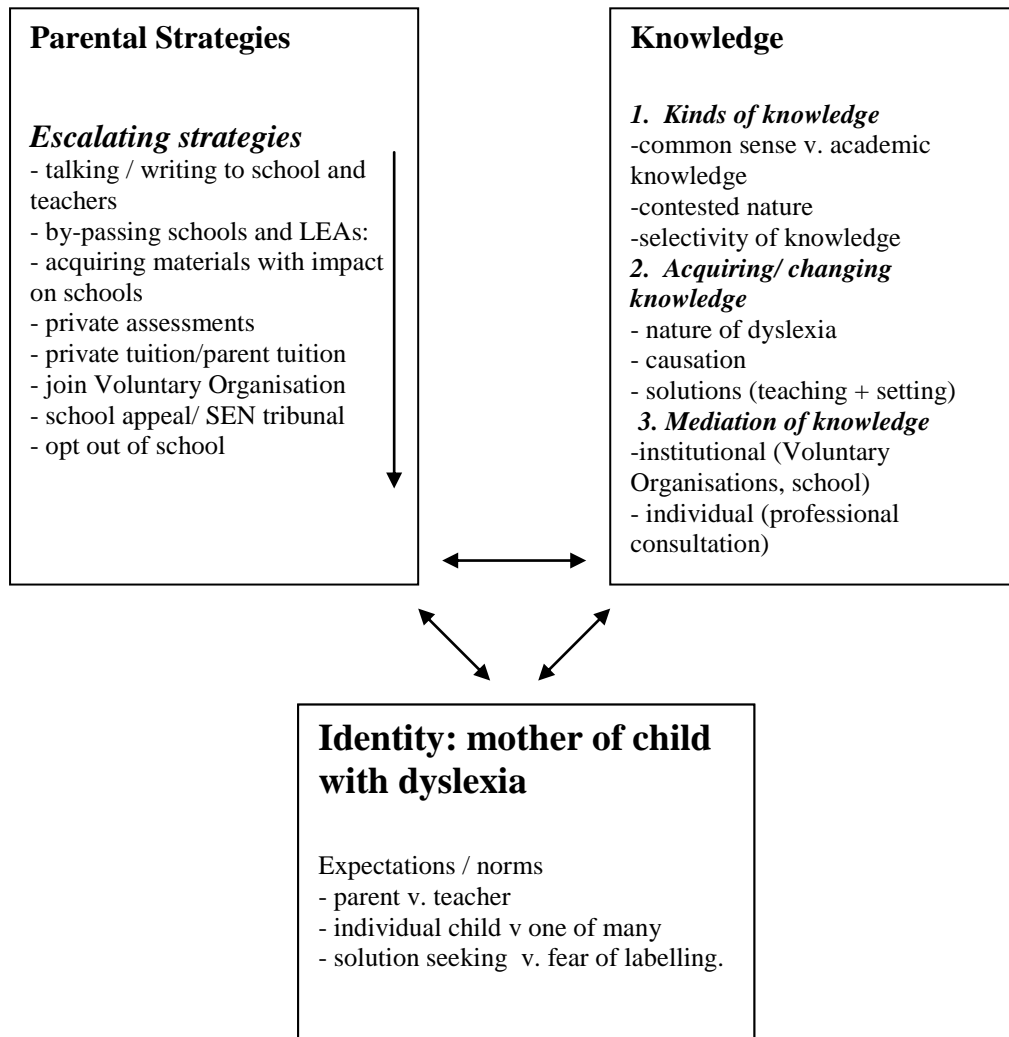 Parental Strategies
Escalating strategies
- talking / writing to school and
teachers
- by-passing schools and LEAs:
- acquiring materials with impact
on schools
- private assessments
- private tuition/parent tuition
- join Voluntary Organisation
- school appeal/ SEN tribunal
- opt out of school
Knowledge
1. Kinds of knowledge
-common sense v. academic
knowledge
-contested nature
-selectivity of knowledge
2. Acquiring/ changing
knowledge
- nature of dyslexia
- causation
- solutions (teaching + setting)
3. Mediation of knowledge
-institutional (Voluntary
Organisations, school)
- individual (professional
consultation)
Identity: mother of child
with dyslexia
Expectations / norms
- parent v. teacher
- individual child v one of many
- solution seeking v. fear of labelling.